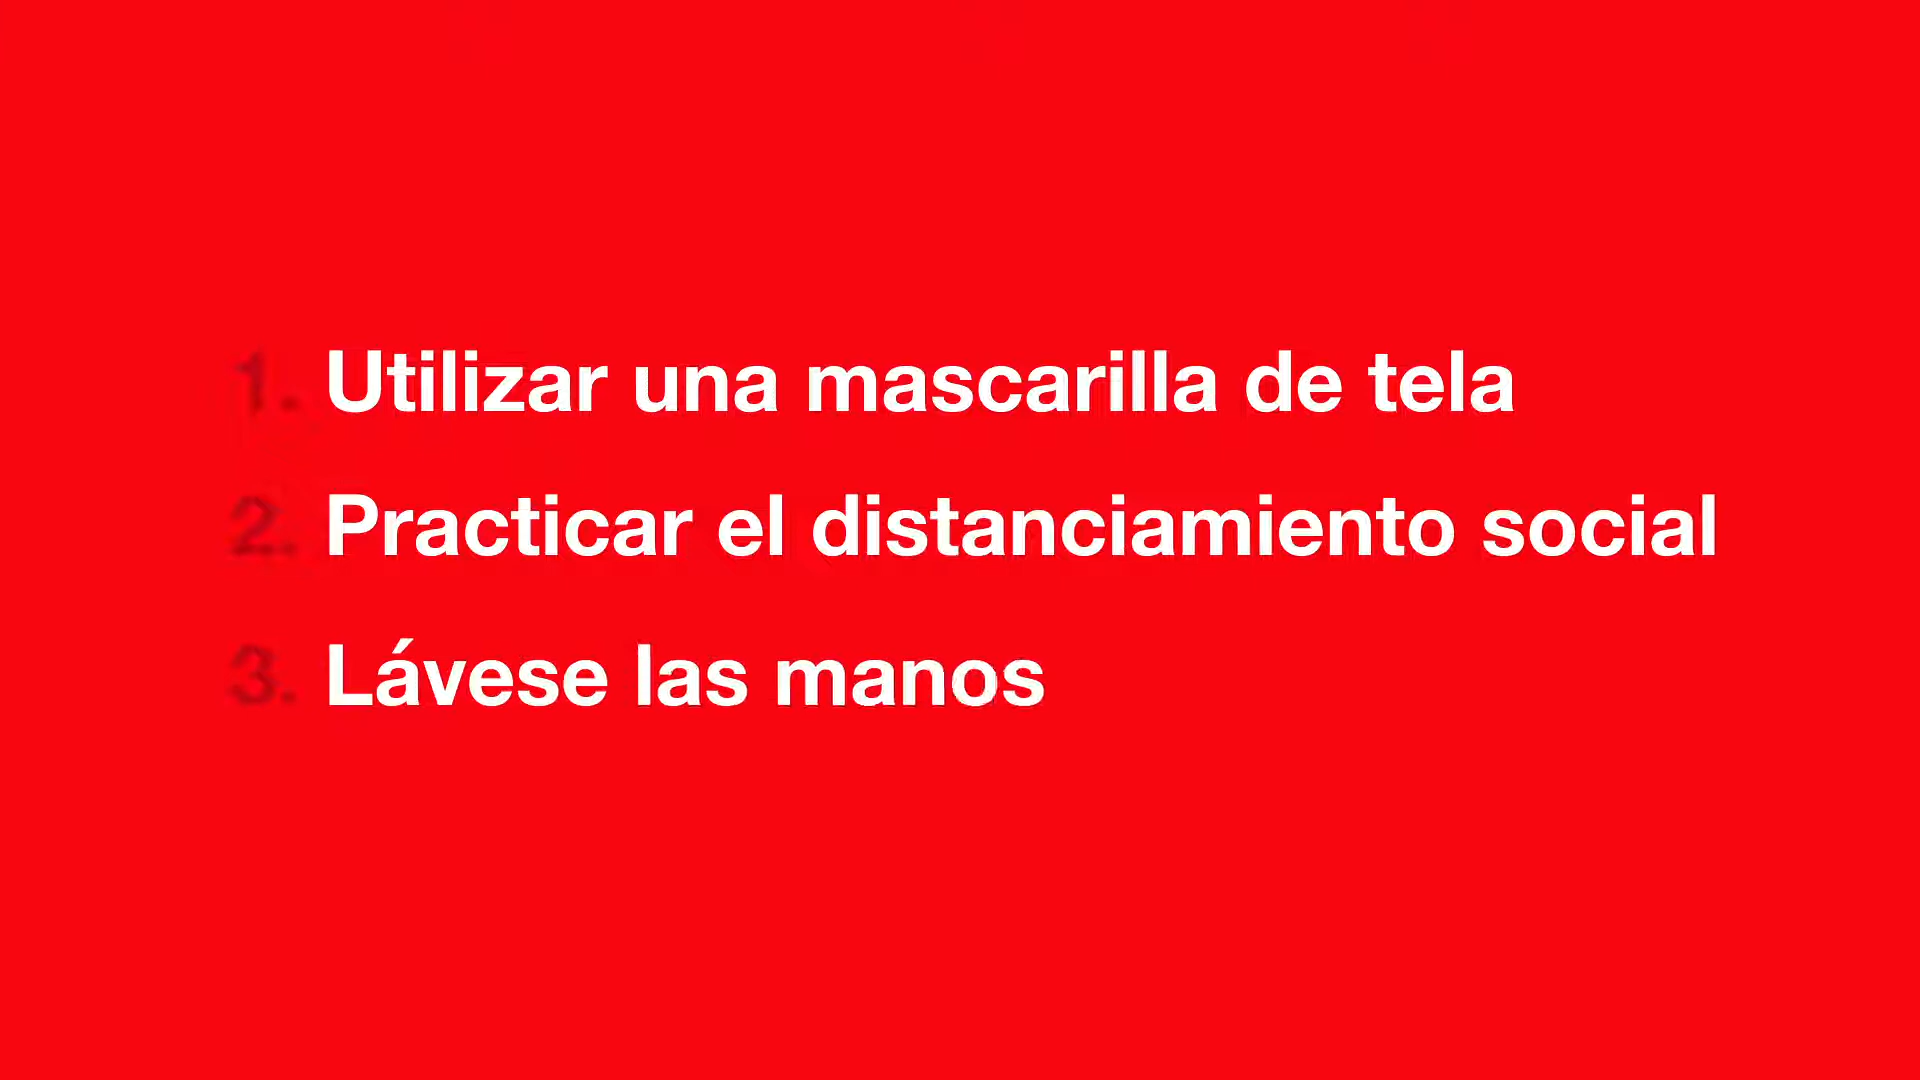 1. Utilizar una mascarilla de tela
2. Practicar el distanciamiento social
3. Lávese las manos